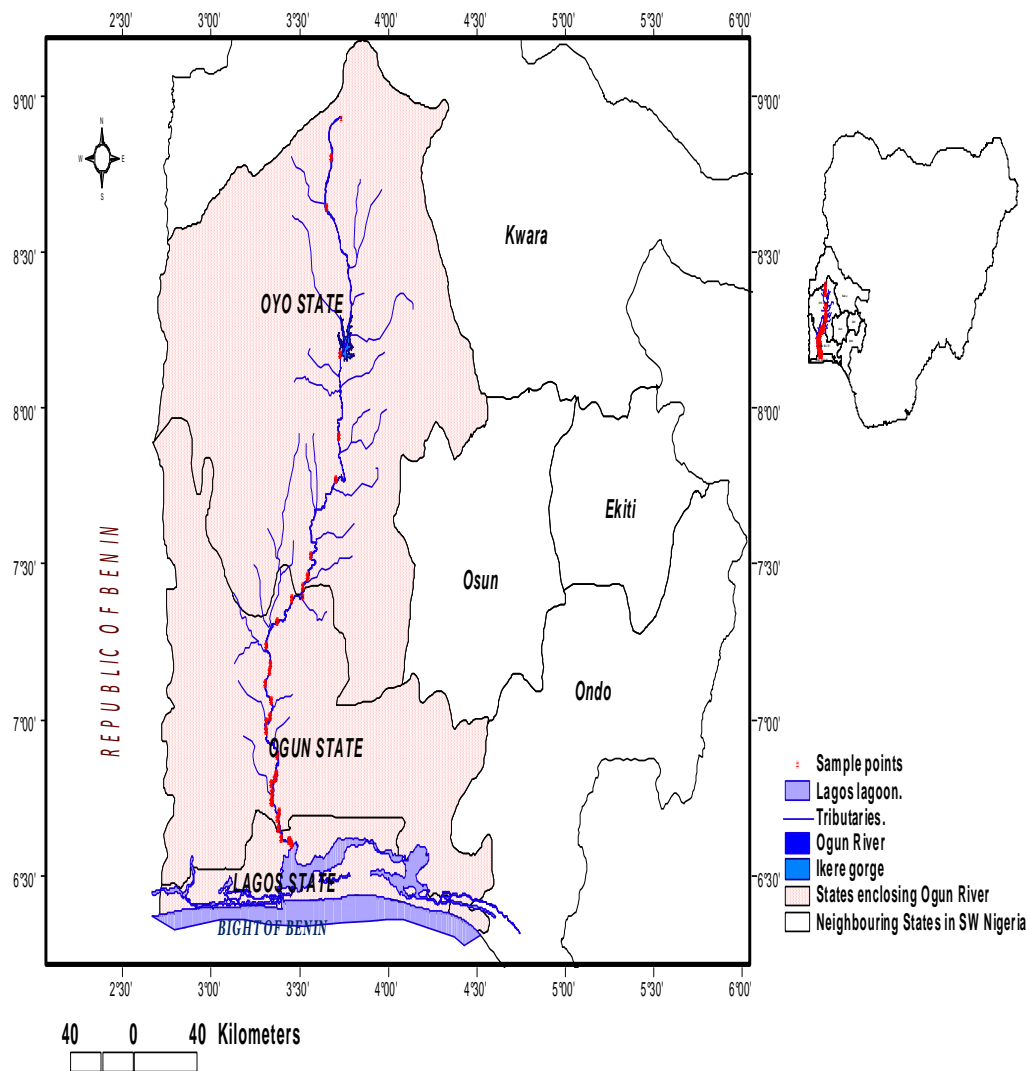 2°30' 3°00' 3°30' 4°00' 4°30' 5°00' 5°30' 6°00'
9°00' 9°00'
N
W E
S
Kwara
8°30' 8°30'
OYO STATE
8°00' 8°00'
Ekiti
REPUBLIC OF BENIN
7°30' 7°30'
Osun
Ondo
7°00' 7°00'
OGUN STATE
Sample points
Lagos lagoon.
Tributaries.
Ogun River
Ikere gorge
6°30' 6°30'
LAGOS STATE
States enclosing Ogun River
BIGHT OF BENIN
Neighbouring States in SW Nigeria
2°30' 3°00' 3°30' 4°00' 4°30' 5°00' 5°30' 6°00'
40 0 40 Kilometers